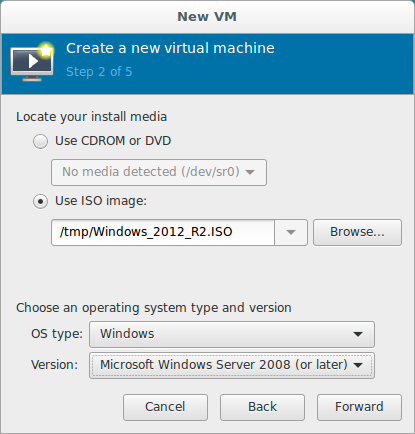 New VM
Create a new virtual machine
Step 2 of 5
Locate your install media
Use CDROM or DVD
No media detected (/dev/sr0)
Use ISO image:
/tmp/Windows_2012_R2.ISO
Browse...
Choose an operating system type and version
OS type: Windows
Version: Microsoft Windows Server 2008 (or later)
Cancel Back Forward